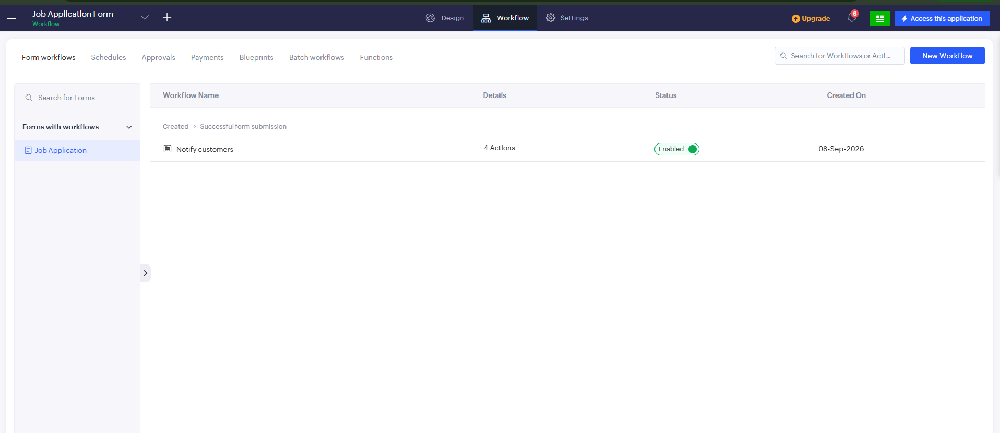 Job Application Form
Workflow
Design
Workflow
Settings
Upgrade
6
Access this application
Form workflows
Schedules
Approvals
Payments
Blueprints
Batch workflows
Functions
Search for Workflows or Acti...
New Workflow
Search for Forms
Forms with workflows
Job Application
Workflow Name
Details
Status
Created On
Created > Successful form submission
Notify customers
4 Actions
Enabled
08-Sep-2026